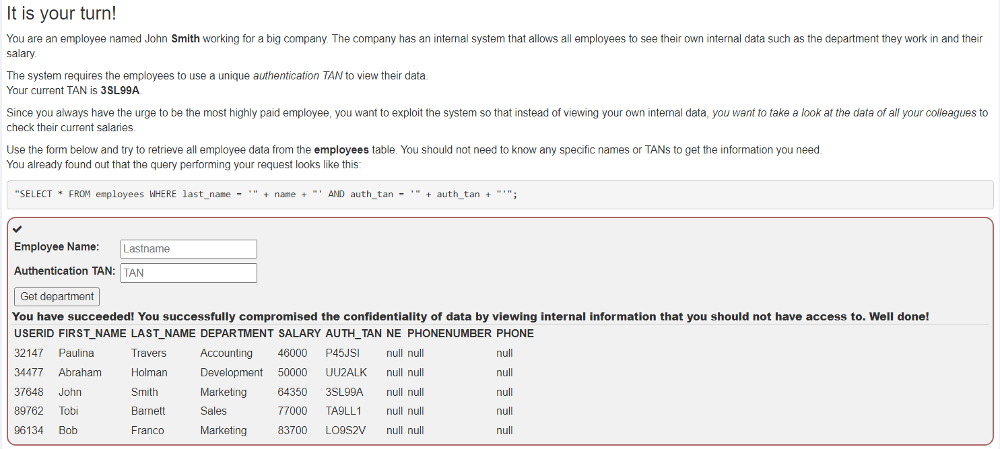 It is your turn!
You are an employee named John Smith working for a big company. The company has an internal system that allows all employees to see their own internal data such as the department they work in and their
salary.
The system requires the employees to use a unique authentication TAN to view their data.
Your current TAN is 3SL99A.
Since you always have the urge to be the most highly paid employee, you want to exploit the system so that instead of viewing your own internal data, you want to take a look at the data of all your colleagues to
check their current salaries.
Use the form below and try to retrieve all employee data from the employees table. You should not need to know any specific names or TANs to get the information you need.
You already found out that the query performing your request looks like this:
"SELECT * FROM employees WHERE last_name = '" + name + "' AND auth_tan = '" + auth_tan + "'";
Employee Name: Lastname
Authentication TAN: TAN
Get department
You have succeeded! You successfully compromised the confidentiality of data by viewing internal information that you should not have access to. Well done!
USERID FIRST_NAME LAST_NAME DEPARTMENT SALARY AUTH_TAN NE PHONENUMBER PHONE
32147 Paulina Travers Accounting 46000 P45JSI null null null
34477 Abraham Holman Development 50000 UU2ALK null null null
37648 John Smith Marketing 64350 3SL99A null null null
89762 Tobi Barnett Sales 77000 TA9LL1 null null null
96134 Bob Franco Marketing 83700 LO9S2V null null null